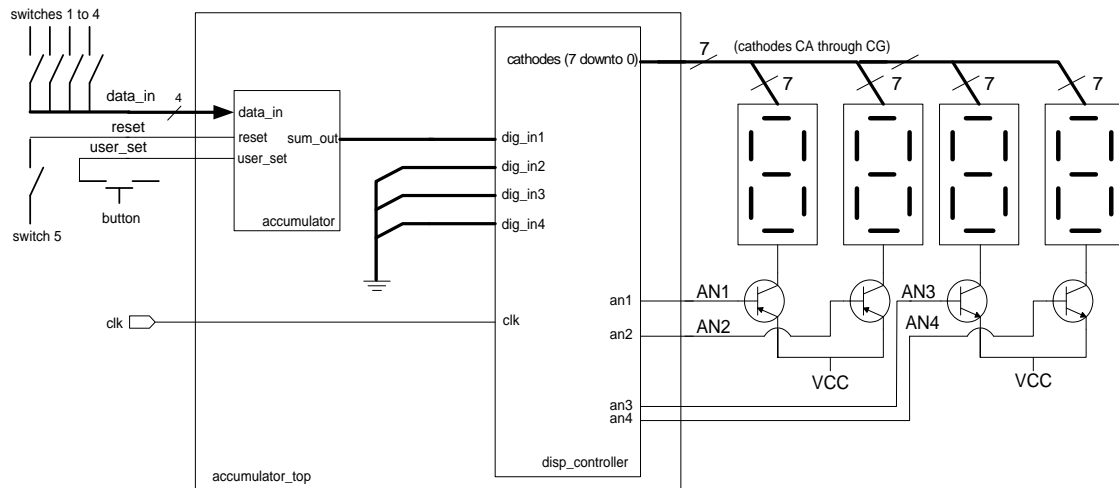 switches 1 to 4
data_in
4
reset
user_set
button
switch 5
clk
data_in
reset
user_set
sum_out
accumulator
accumulator_top
cathodes (7 downto 0)
dig_in1
dig_in2
dig_in3
dig_in4
clk
an1
an2
an3
an4
disp_controller
7
(cathodes CA through CG)
7
7
7
7
AN1
AN2
AN3
AN4
VCC
VCC